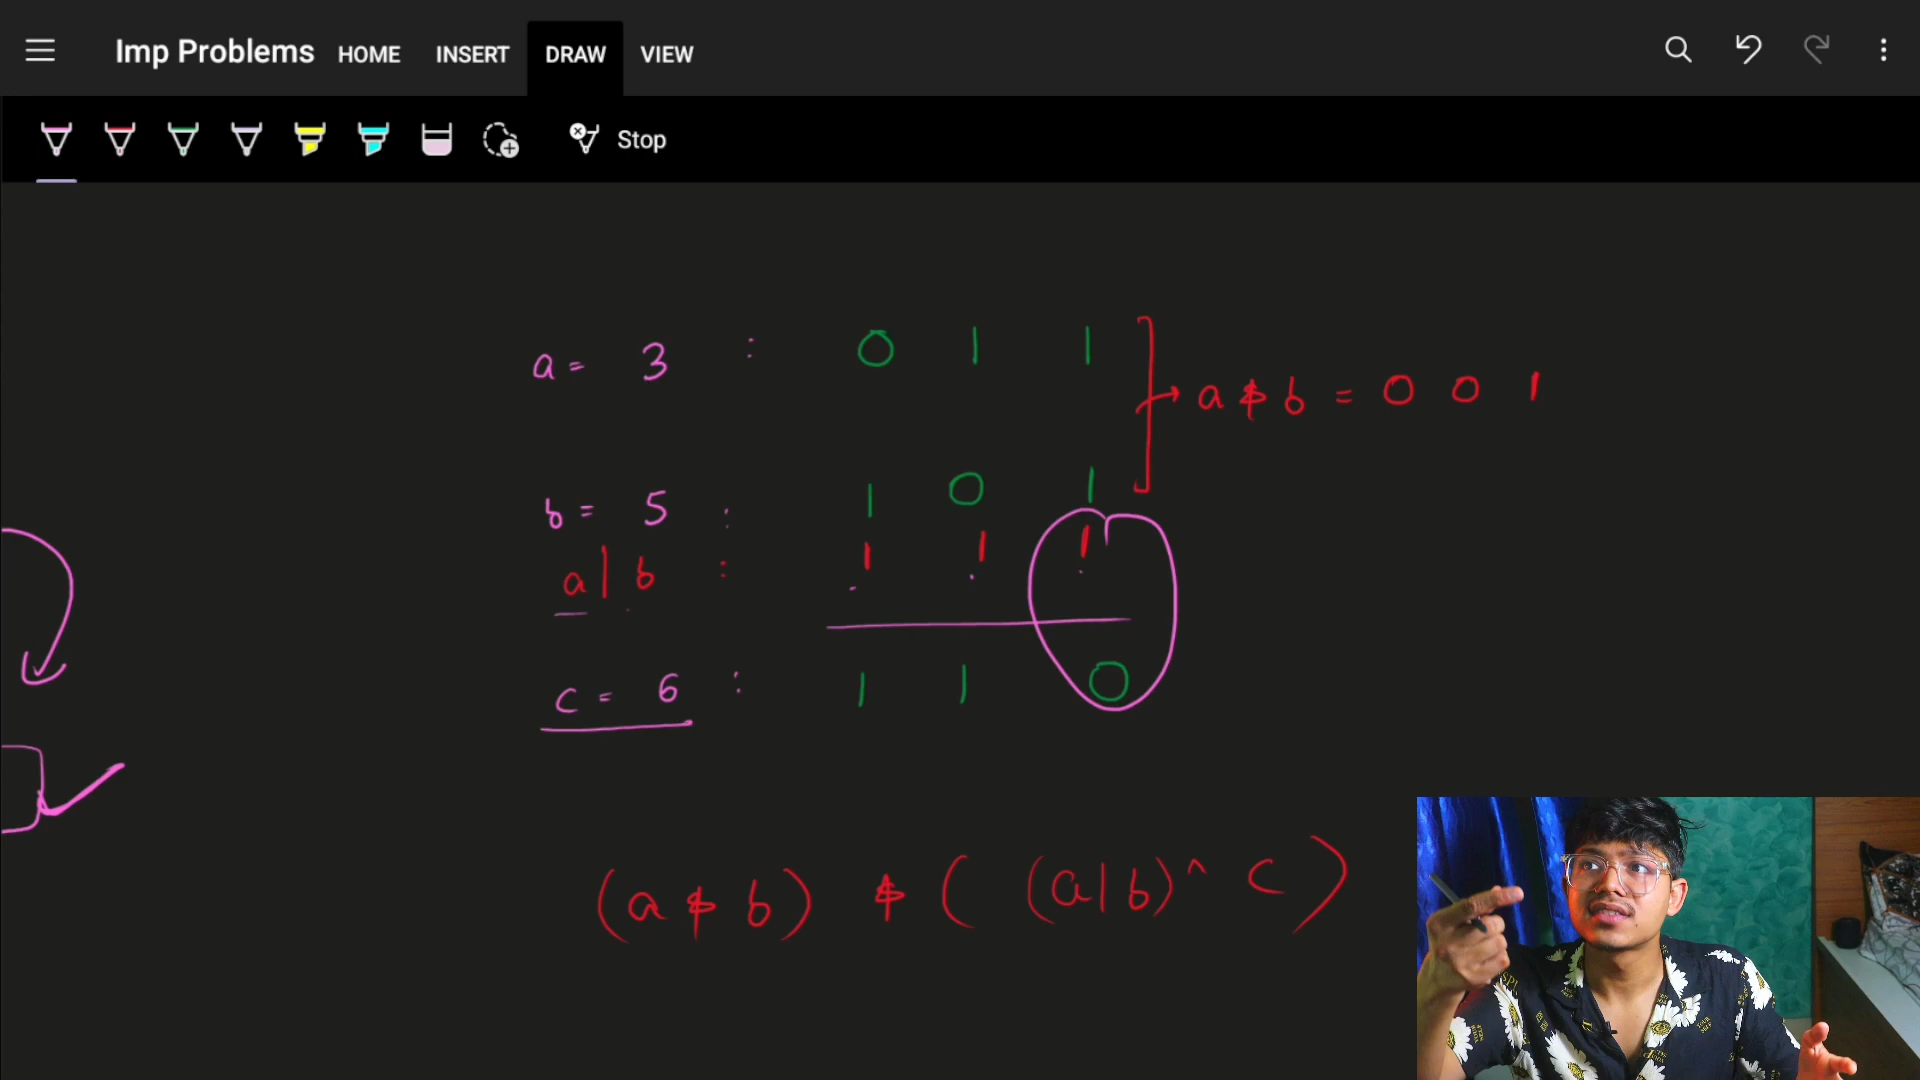 Imp Problems HOME INSERT DRAW VIEW
Stop
a = 3 : 0 1 1
a & b = 0 0 1
b = 5 : 1 0 1
a | b : 1 1 1
c = 6 : 1 1 0
(a & b) & ( (a | b) ^ c )